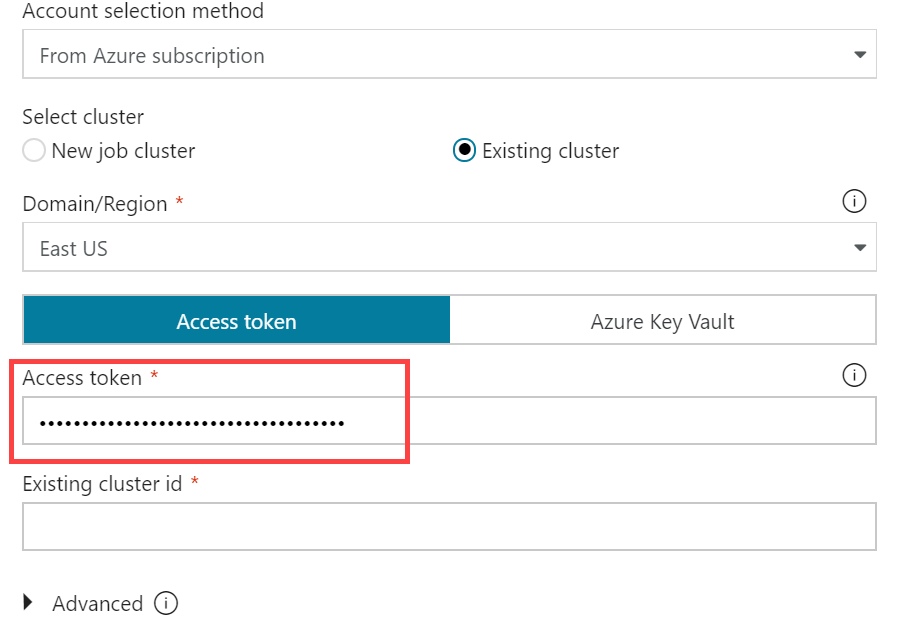 Account selection method
From Azure subscription
Select cluster
New job cluster
Existing cluster
Domain/Region *
East US
Access token
Azure Key Vault
Access token *
••••••••••••••••••••••••••••••••••••
Existing cluster id *
Advanced